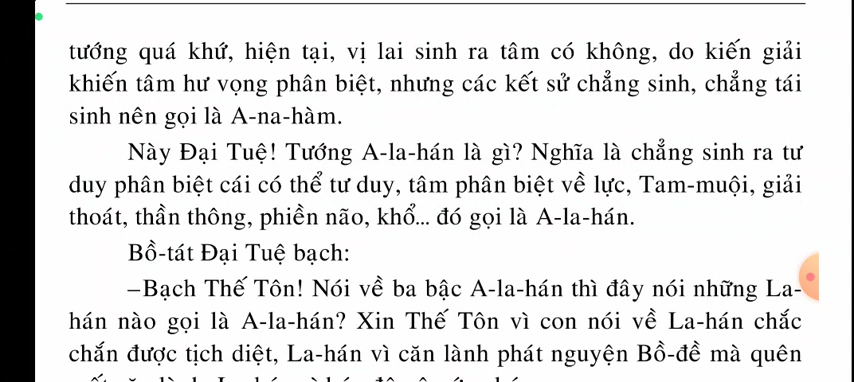 tướng quá khứ, hiện tại, vị lai sinh ra tâm có không, do kiến giải
khiến tâm hư vọng phân biệt, nhưng các kết sử chẳng sinh, chẳng tái
sinh nên gọi là A-na-hàm.
Này Đại Tuệ! Tướng A-la-hán là gì? Nghĩa là chẳng sinh ra tư
duy phân biệt cái có thể tư duy, tâm phân biệt về lực, Tam-muội, giải
thoát, thần thông, phiền não, khổ... đó gọi là A-la-hán.
Bồ-tát Đại Tuệ bạch:
–Bạch Thế Tôn! Nói về ba bậc A-la-hán thì đây nói những La-
hán nào gọi là A-la-hán? Xin Thế Tôn vì con nói về La-hán chắc
chắn được tịch diệt, La-hán vì căn lành phát nguyện Bồ-đề mà quên